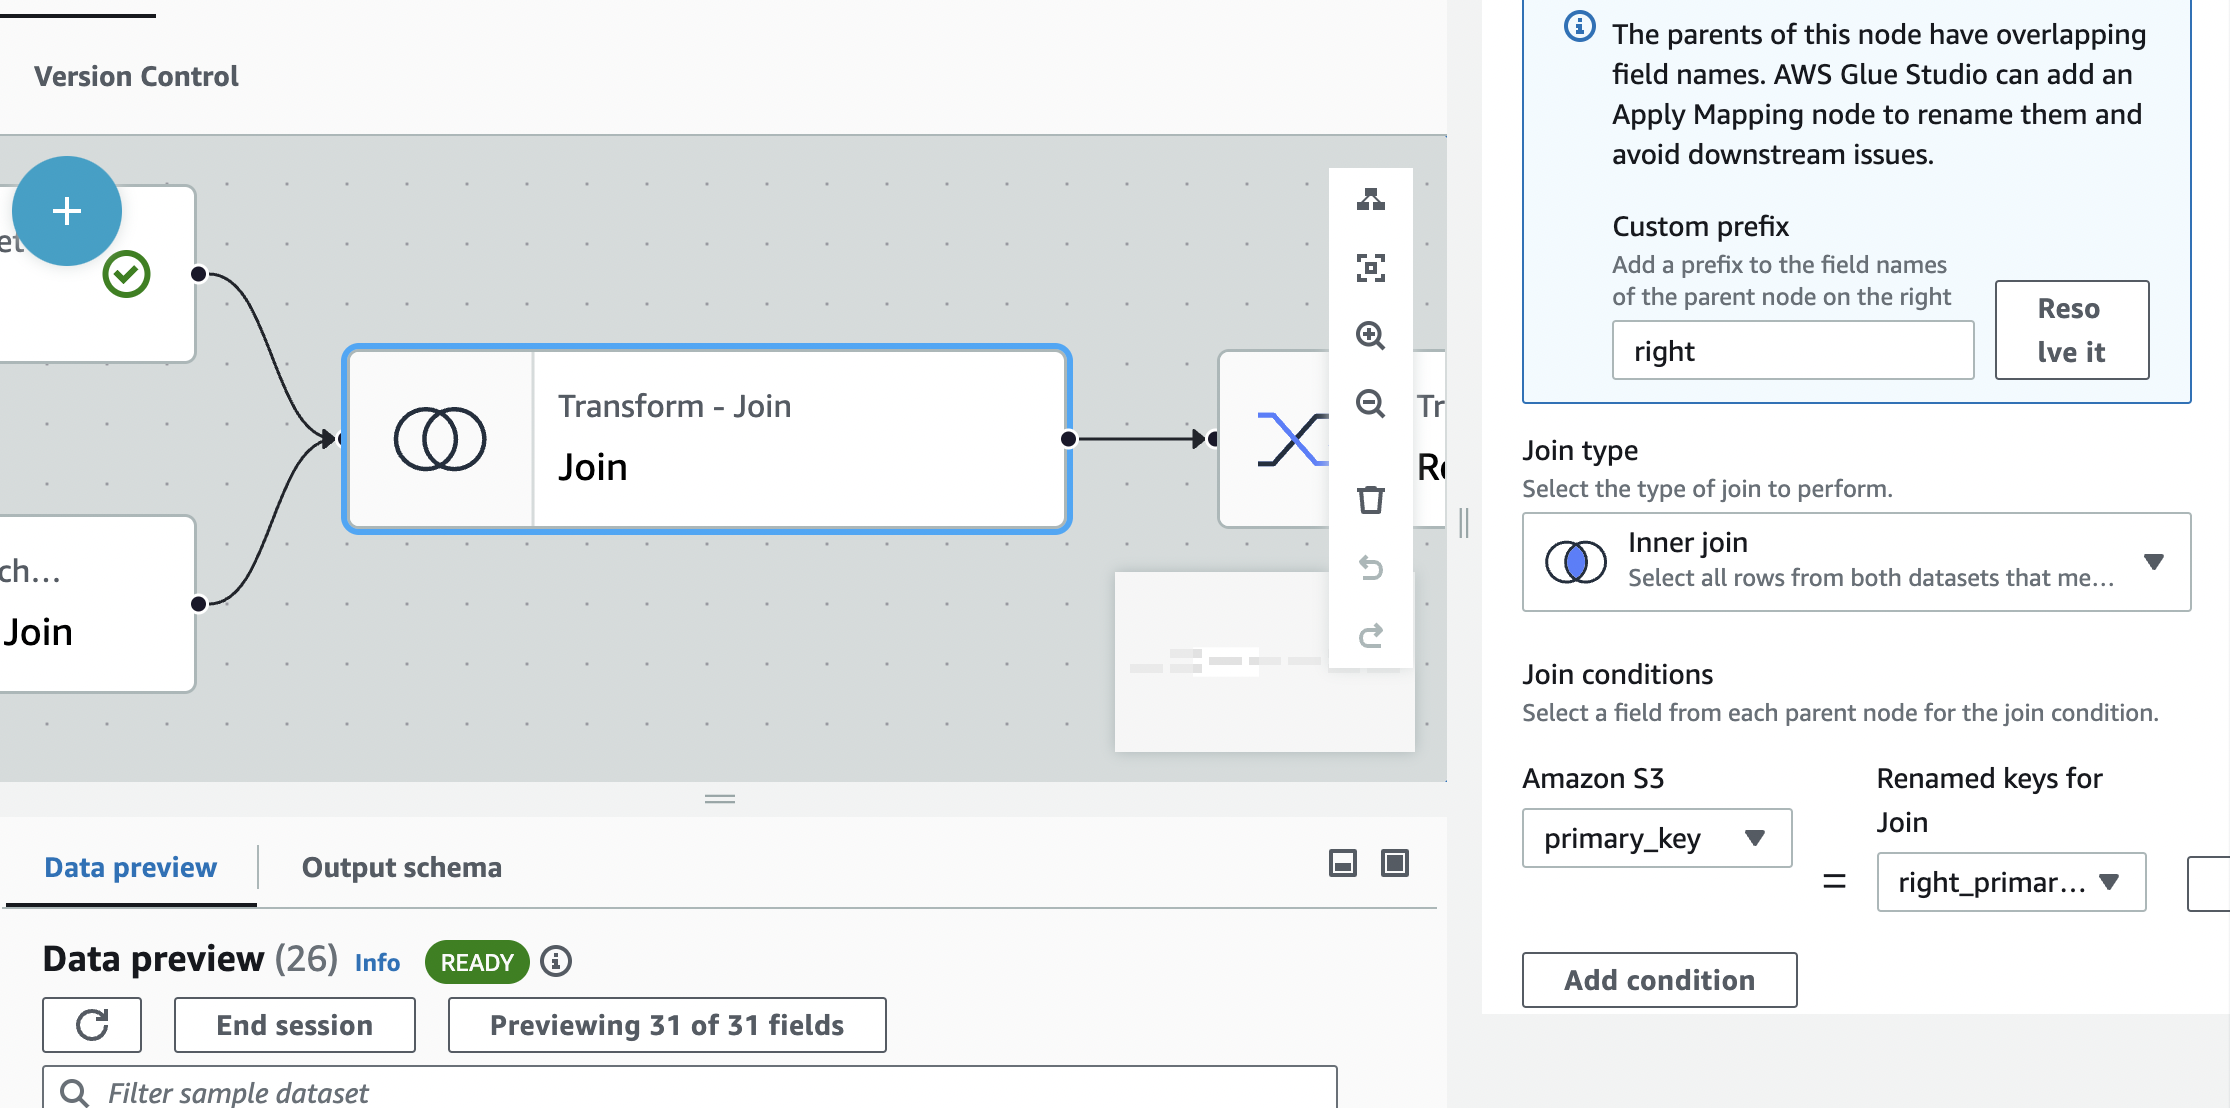 Version Control
et
ch...
Join
Transform - Join
Join
Tr
Re
Data preview
Output schema
Data preview (26) Info READY
End session
Previewing 31 of 31 fields
Filter sample dataset
The parents of this node have overlapping
field names. AWS Glue Studio can add an
Apply Mapping node to rename them and
avoid downstream issues.
Custom prefix
Add a prefix to the field names
of the parent node on the right
right
Reso
lve it
Join type
Select the type of join to perform.
Inner join
Select all rows from both datasets that me...
Join conditions
Select a field from each parent node for the join condition.
Amazon S3
primary_key
=
Renamed keys for
Join
right_primar...
Add condition